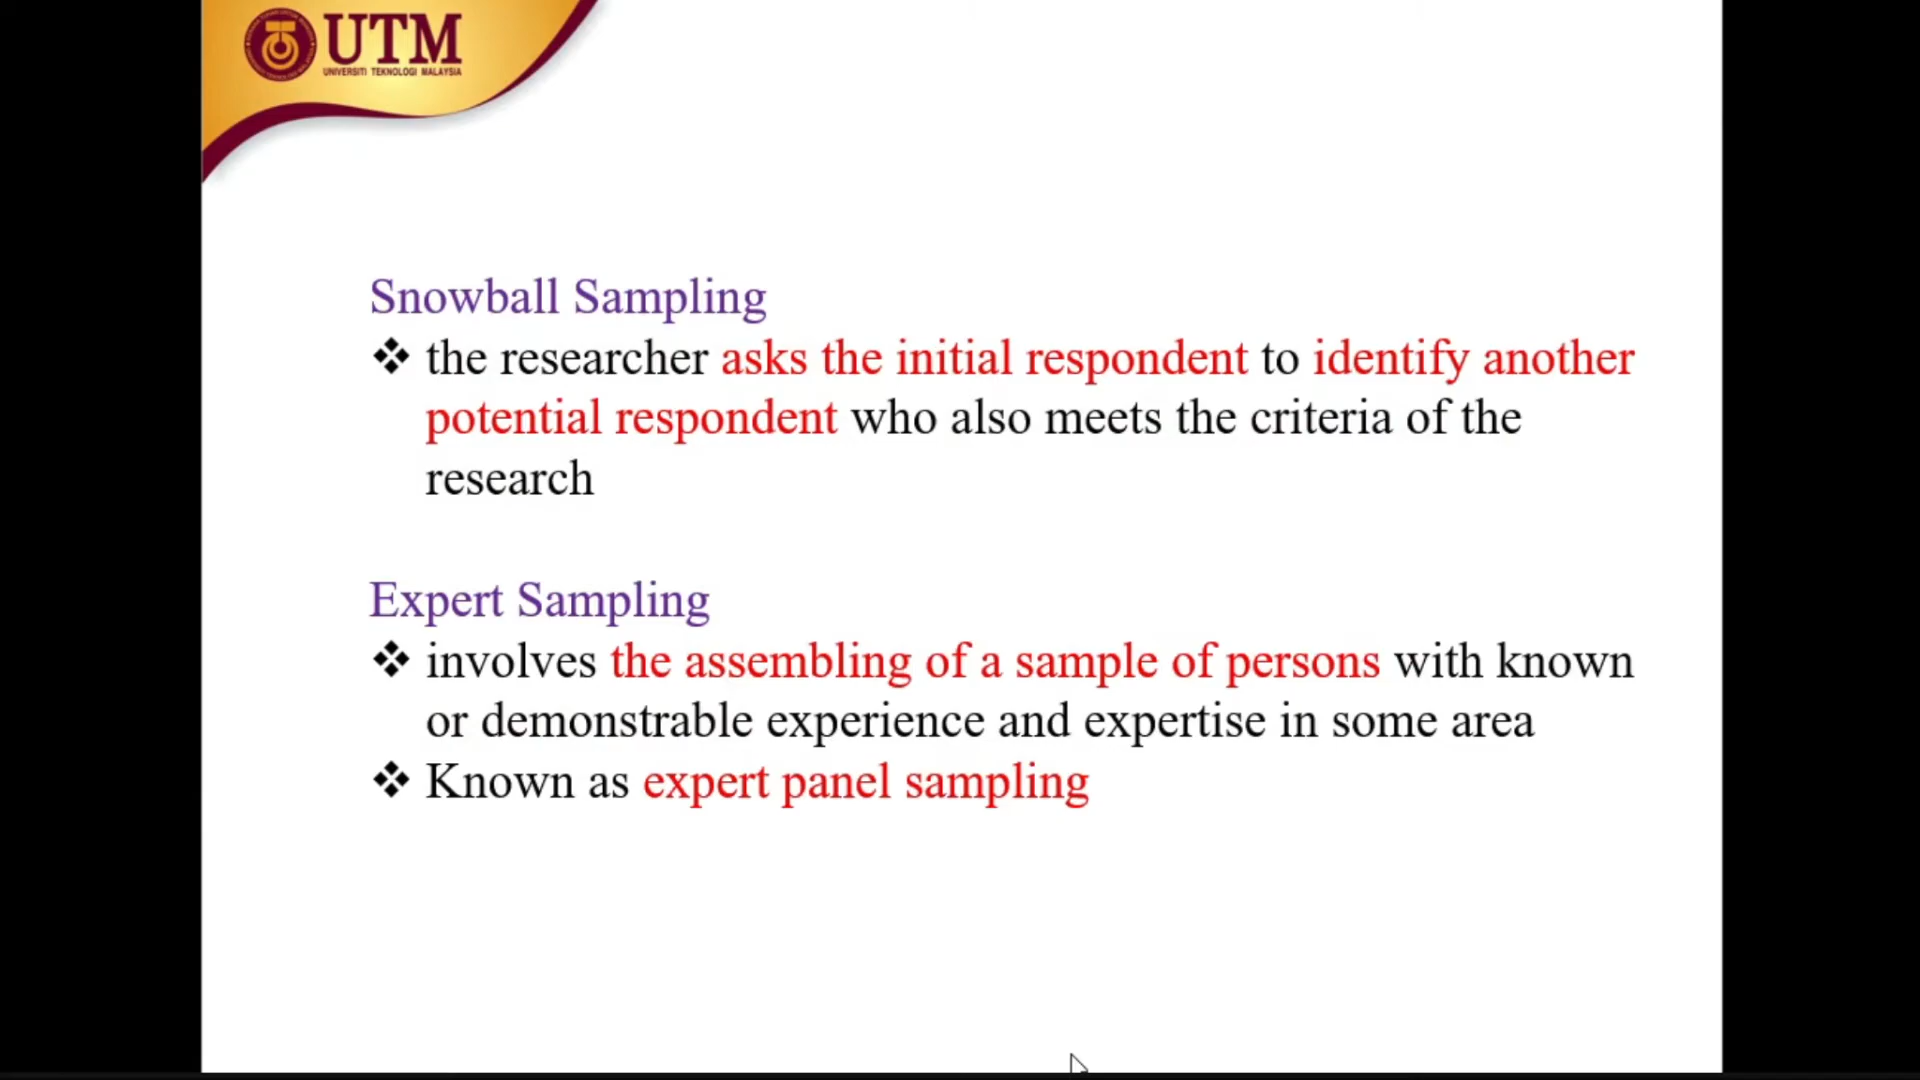 UTM
UNIVERSITI TEKNOLOGI MALAYSIA
Snowball Sampling
❖ the researcher asks the initial respondent to identify another
potential respondent who also meets the criteria of the
research
Expert Sampling
❖ involves the assembling of a sample of persons with known
or demonstrable experience and expertise in some area
❖ Known as expert panel sampling